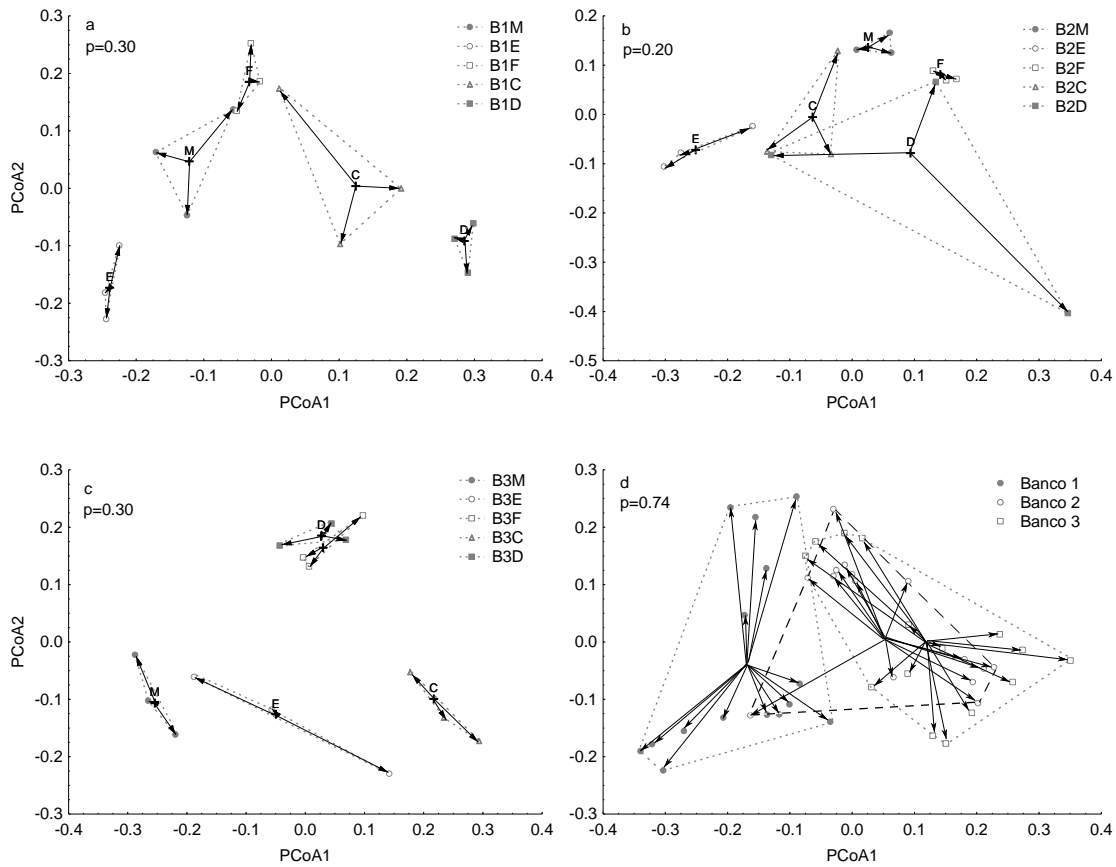 a
p=0.30
B1M
B1E
B1F
B1C
B1D
F
M
C
D
E
0.3
0.2
0.1
0.0
-0.1
-0.2
-0.3
PCoA2
-0.3 -0.2 -0.1 0.0 0.1 0.2 0.3 0.4
PCoA1
b
p=0.20
B2M
B2E
B2F
B2C
B2D
M
F
C
E
D
0.2
0.1
0.0
-0.1
-0.2
-0.3
-0.4
-0.5
-0.4 -0.3 -0.2 -0.1 0.0 0.1 0.2 0.3 0.4
PCoA1
c
p=0.30
B3M
B3E
B3F
B3C
B3D
D
M
E
C
0.3
0.2
0.1
0.0
-0.1
-0.2
-0.3
PCoA2
-0.4 -0.3 -0.2 -0.1 0.0 0.1 0.2 0.3 0.4
PCoA1
d
p=0.74
Banco 1
Banco 2
Banco 3
0.3
0.2
0.1
0.0
-0.1
-0.2
-0.3
-0.4 -0.3 -0.2 -0.1 0.0 0.1 0.2 0.3 0.4
PCoA1